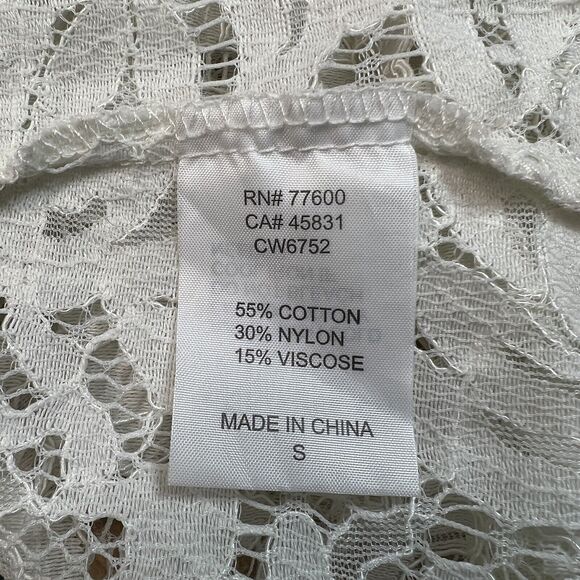 RN# 77600
CA# 45831
CW6752
55% COTTON
30% NYLON
15% VISCOSE
MADE IN CHINA
S